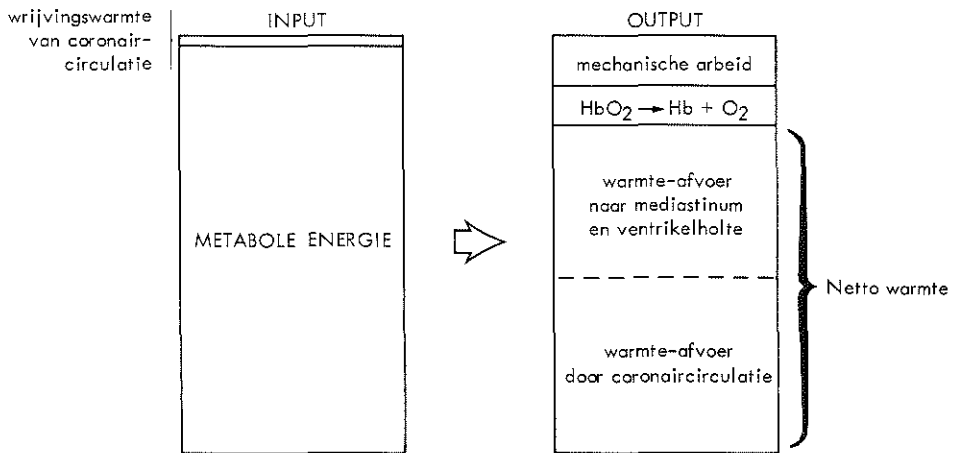 wrijvingswarmte
van coronair-
circulatie
INPUT
METABOLE ENERGIE
OUTPUT
mechanische arbeid
HbO₂ → Hb + O₂
warmte-afvoer
naar mediastinum
en ventrikelholte
warmte-afvoer
door coronaircirculatie
Netto warmte